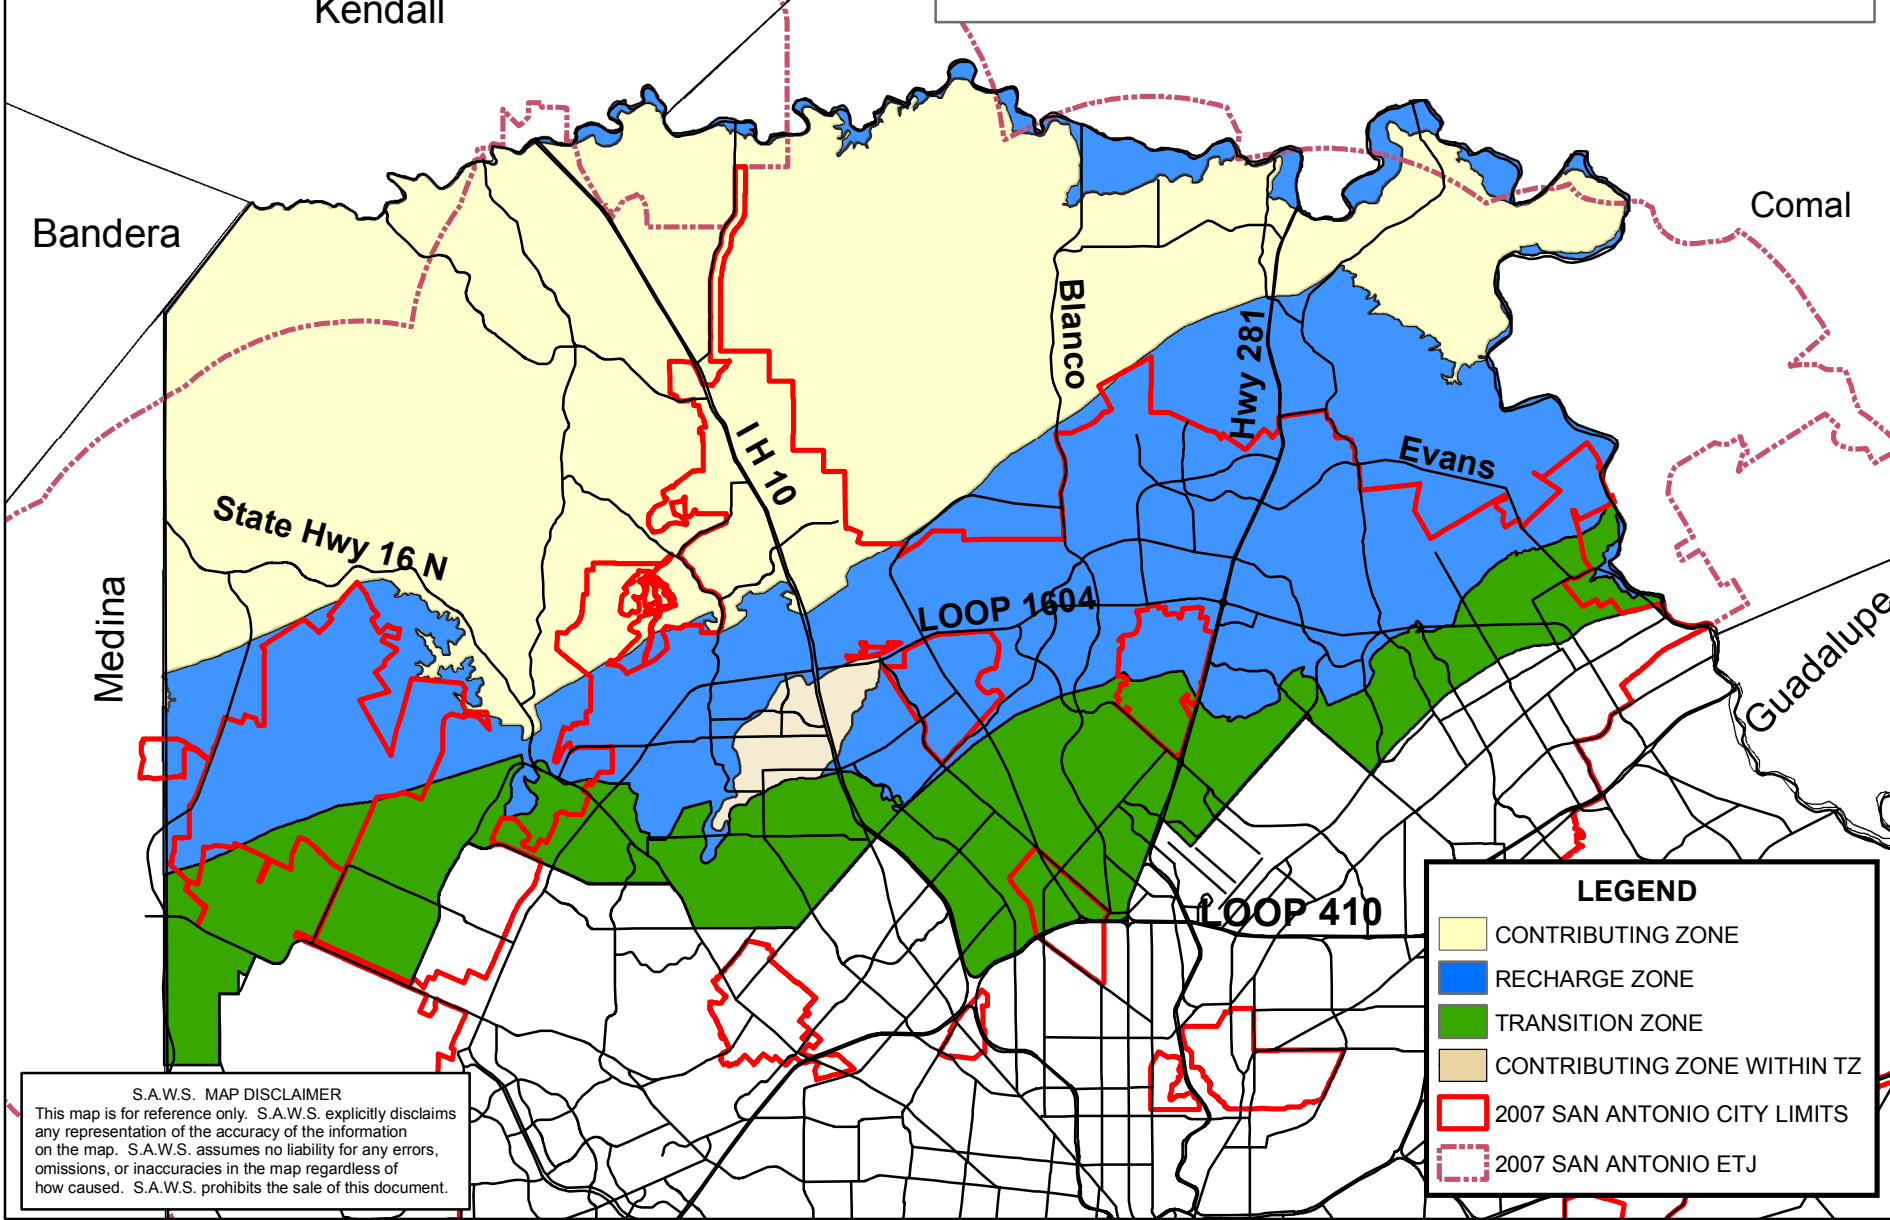 Kendall
Comal
Bandera
Blanco
Hwy 281
I H 10
Evans
State Hwy 16 N
Medina
LOOP 1604
Guadalupe
LOOP 410
LEGEND
CONTRIBUTING ZONE
RECHARGE ZONE
TRANSITION ZONE
CONTRIBUTING ZONE WITHIN TZ
2007 SAN ANTONIO CITY LIMITS
2007 SAN ANTONIO ETJ
S.A.W.S. MAP DISCLAIMER
This map is for reference only. S.A.W.S. explicitly disclaims
any representation of the accuracy of the information
on the map. S.A.W.S. assumes no liability for any errors,
omissions, or inaccuracies in the map regardless of
how caused. S.A.W.S. prohibits the sale of this document.